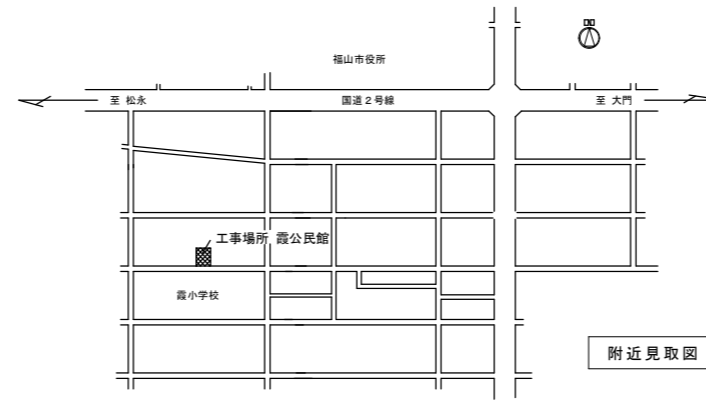 福山市役所
至 松永
国道２号線
至 大門
工事場所 霞公民館
霞小学校
附近見取図